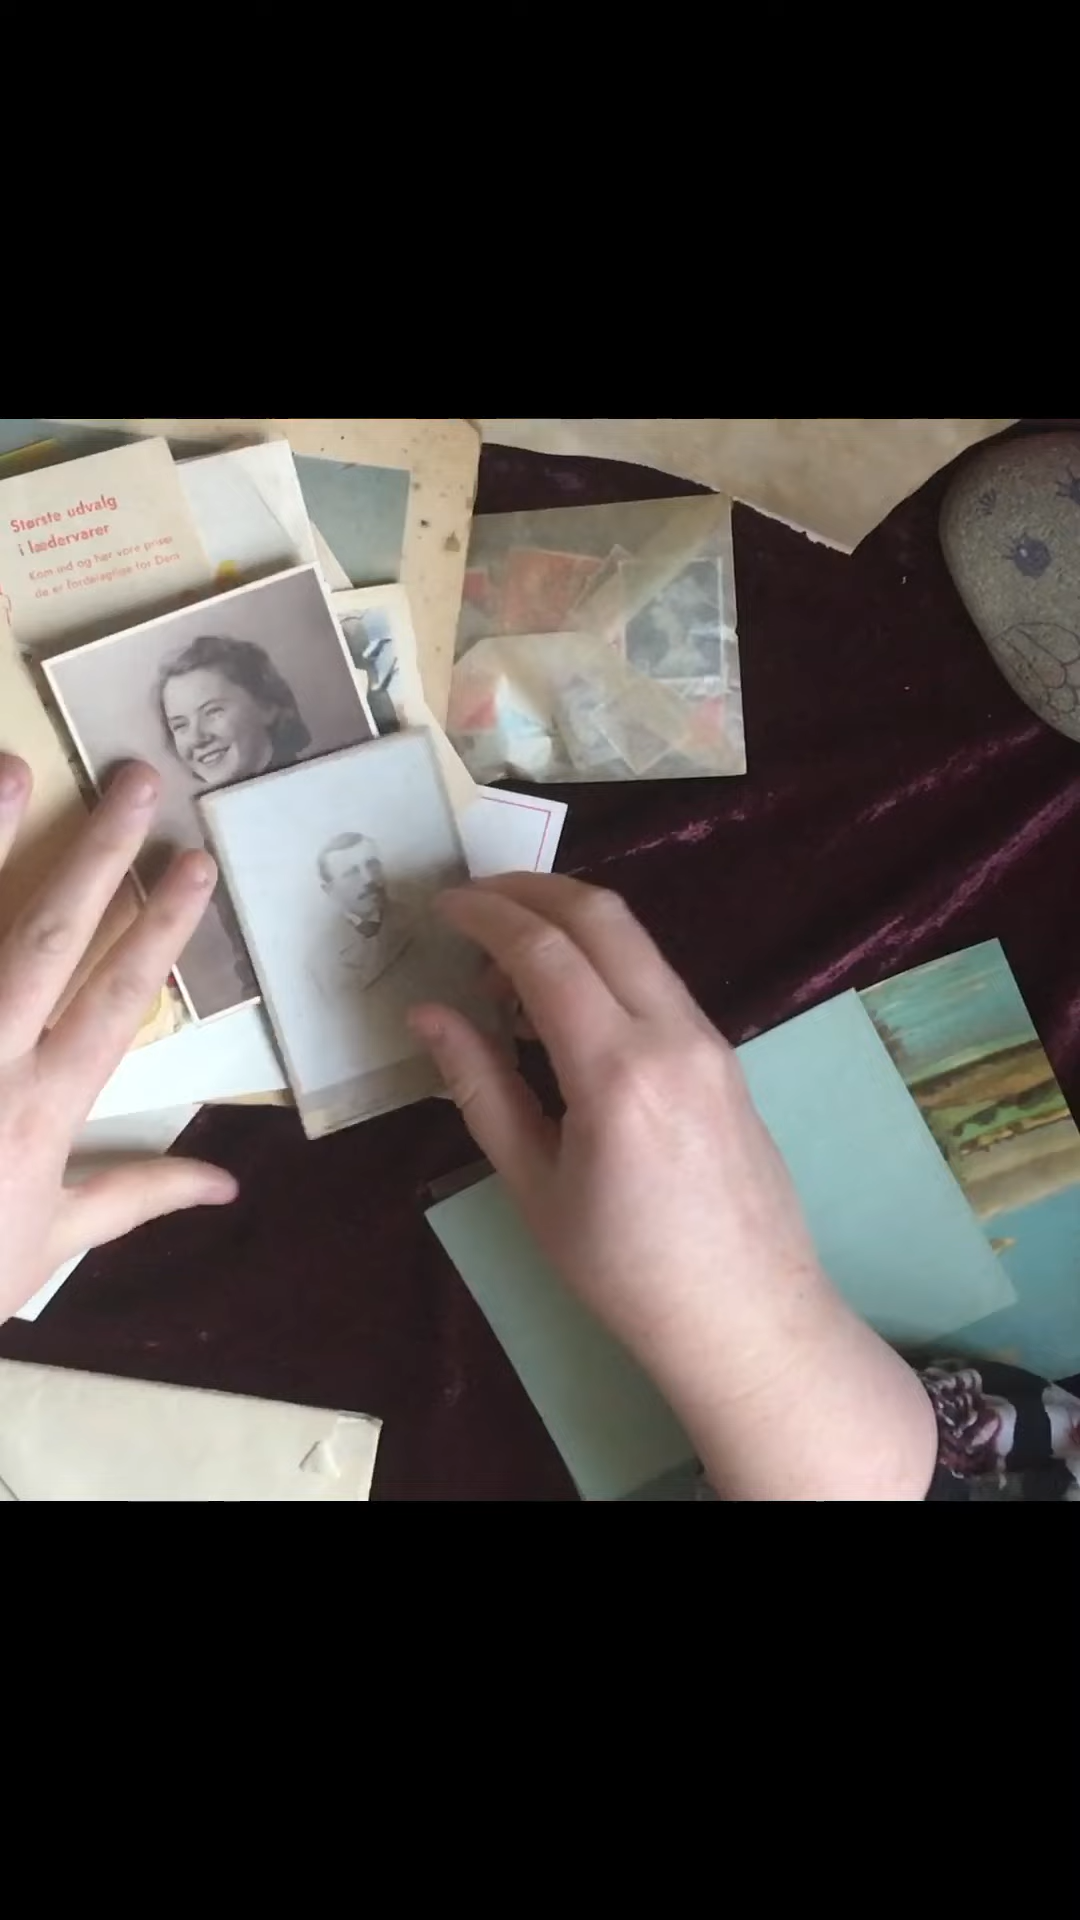 Største udvalg
i lædervarer
Kom ind og hør vore priser
de er fordelagtige for Dem